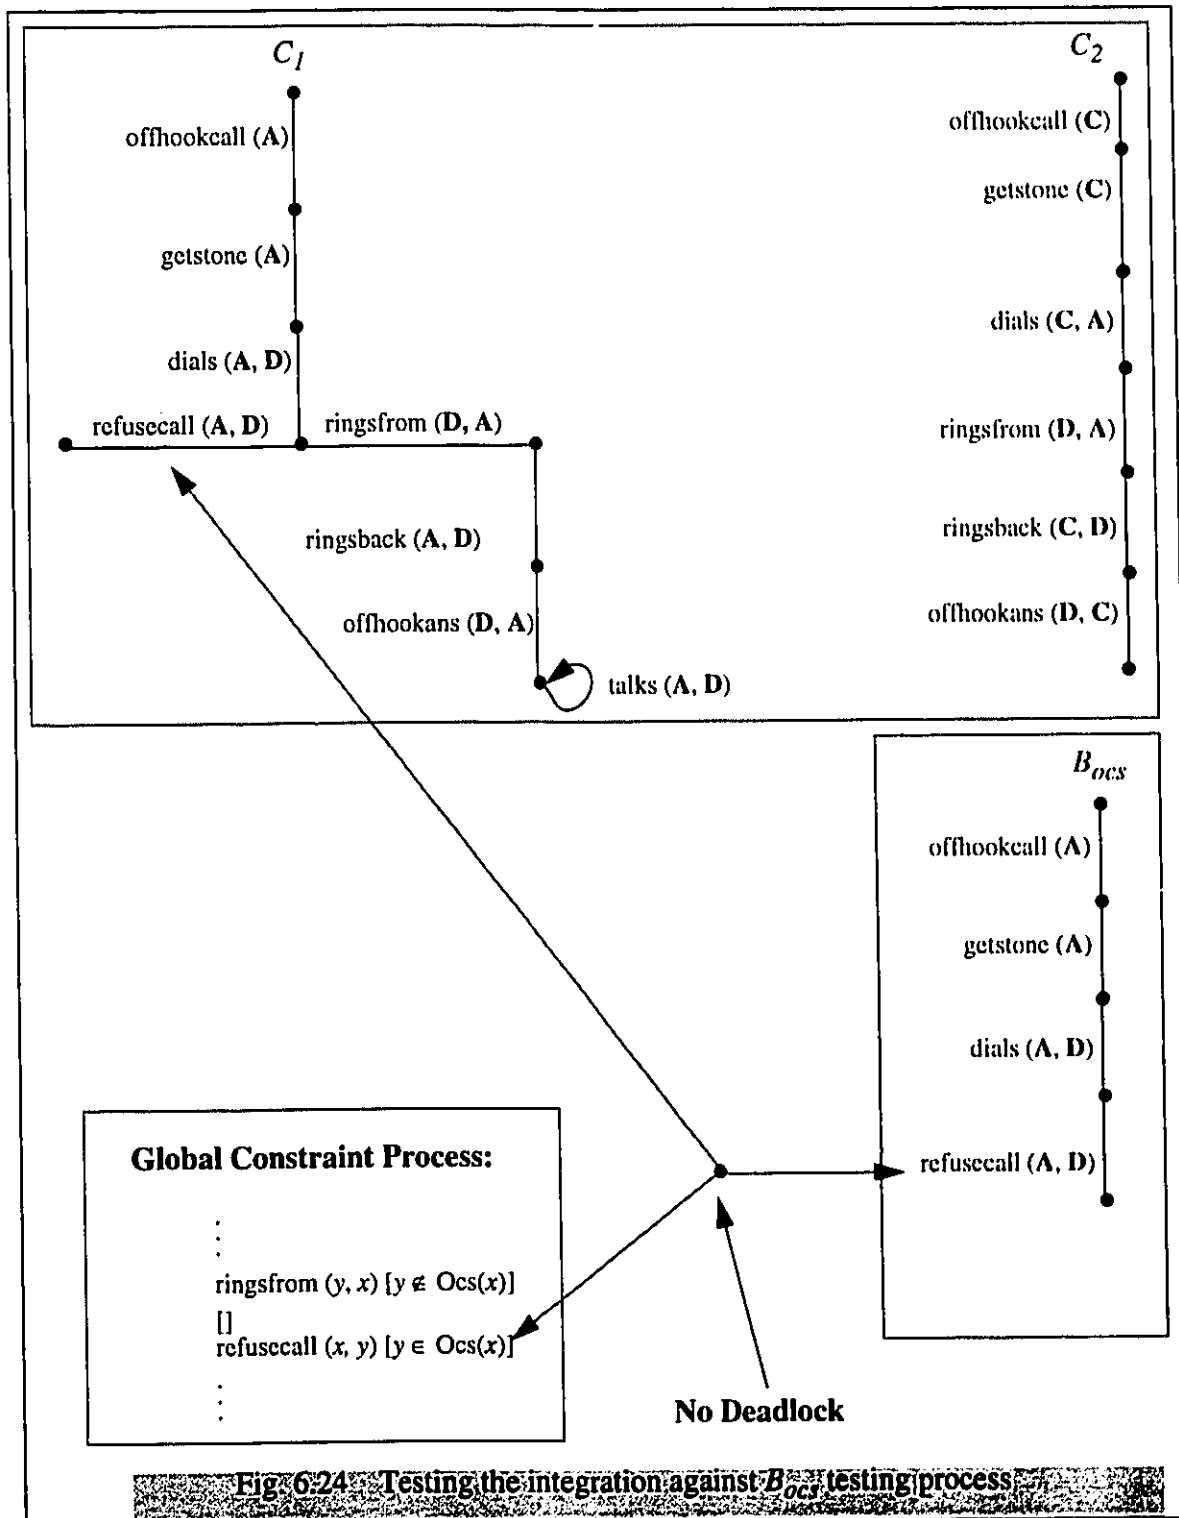 C1
offhookcall (A)
getstone (A)
dials (A, D)
refusecall (A, D)
ringsfrom (D, A)
ringsback (A, D)
offhookans (D, A)
talks (A, D)
C2
offhookcall (C)
getstone (C)
dials (C, A)
ringsfrom (D, A)
ringsback (C, D)
offhookans (D, C)
Bocs
offhookcall (A)
getstone (A)
dials (A, D)
refusecall (A, D)
Global Constraint Process:
.
.
.
ringsfrom (y, x) [y ∉ Ocs(x)]
[]
refusecall (x, y) [y ∈ Ocs(x)]
.
.
.
No Deadlock
Fig. 6.24 Testing the integration against Bocs testing process